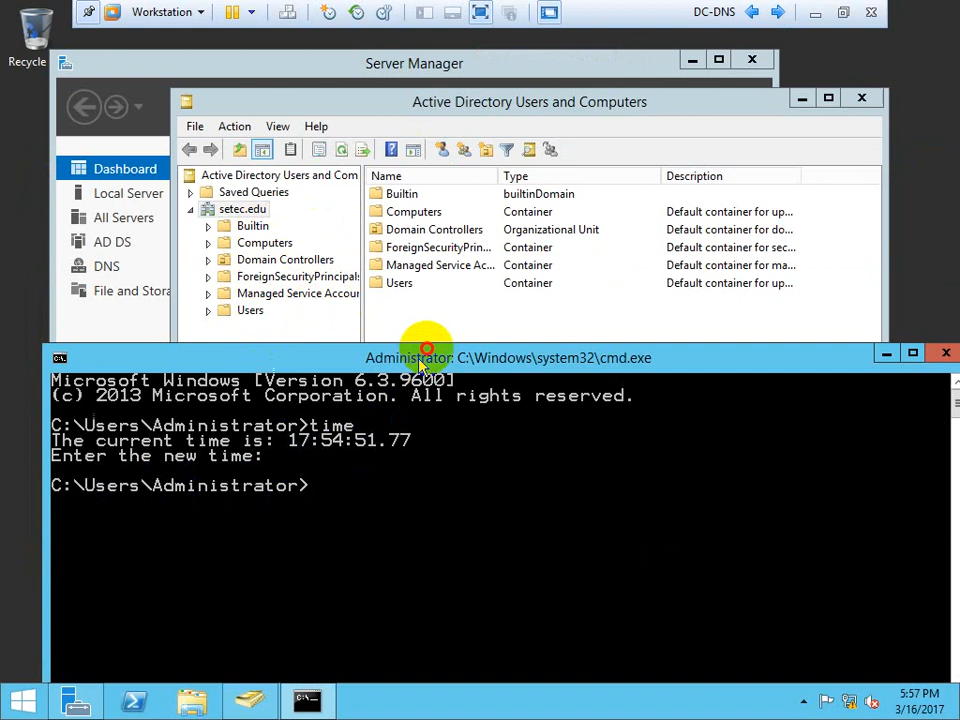 Workstation
DC-DNS
Recycle
Server Manager
Active Directory Users and Computers
File Action View Help
Dashboard
Local Server
All Servers
AD DS
DNS
File and Stora
Active Directory Users and Com
Saved Queries
setec.edu
Builtin
Computers
Domain Controllers
ForeignSecurityPrincipals
Managed Service Accour
Users
Name Type Description
Builtin builtinDomain
Computers Container Default container for up...
Domain Controllers Organizational Unit Default container for do...
ForeignSecurityPrin... Container Default container for sec...
Managed Service Ac... Container Default container for ma...
Users Container Default container for up...
Administrator: C:\Windows\system32\cmd.exe
Microsoft Windows [Version 6.3.9600]
(c) 2013 Microsoft Corporation. All rights reserved.
C:\Users\Administrator>time
The current time is: 17:54:51.77
Enter the new time:
C:\Users\Administrator>
5:57 PM
3/16/2017